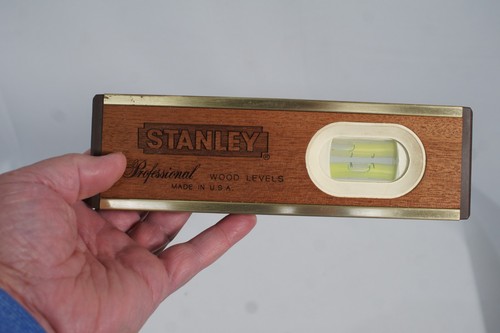 STANLEY®
Professional WOOD LEVELS
MADE IN U.S.A.